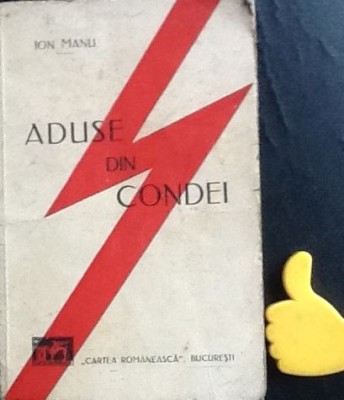 ION MANU
ADUSE
DIN
CONDEI
„CARTEA ROMÂNEASCĂ", BUCUREȘTI